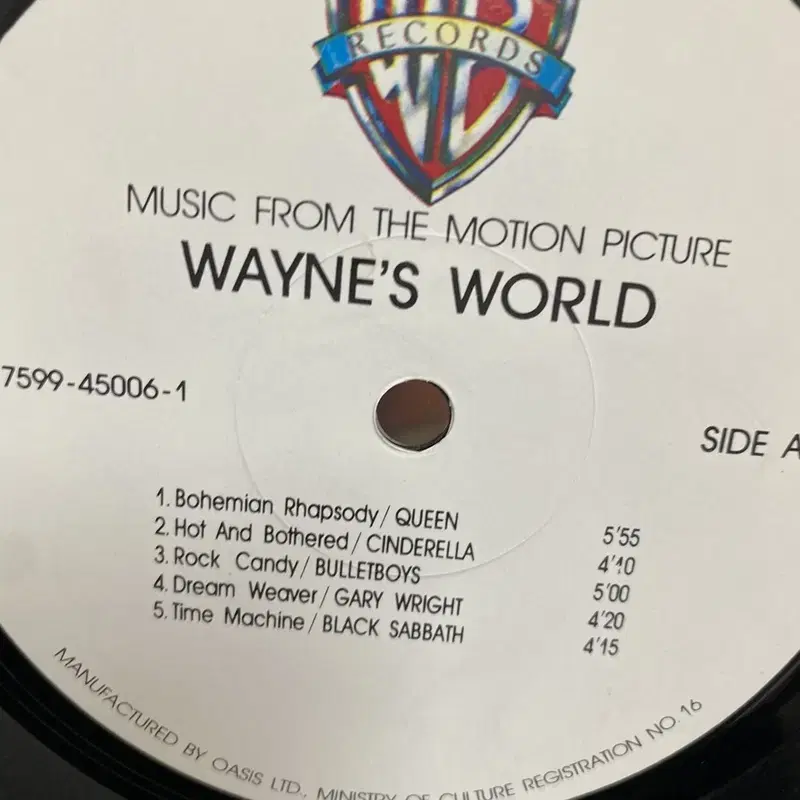 RECORDS
MUSIC FROM THE MOTION PICTURE
WAYNE'S WORLD
7599-45006-1
SIDE A
1. Bohemian Rhapsody/ QUEEN 5'55
2. Hot And Bothered/ CINDERELLA 4'10
3. Rock Candy/ BULLETBOYS 5'00
4. Dream Weaver/ GARY WRIGHT 4'20
5. Time Machine/ BLACK SABBATH 4'15
MANUFACTURED BY OASIS LTD., MINISTRY OF CULTURE REGISTRATION NO. 16